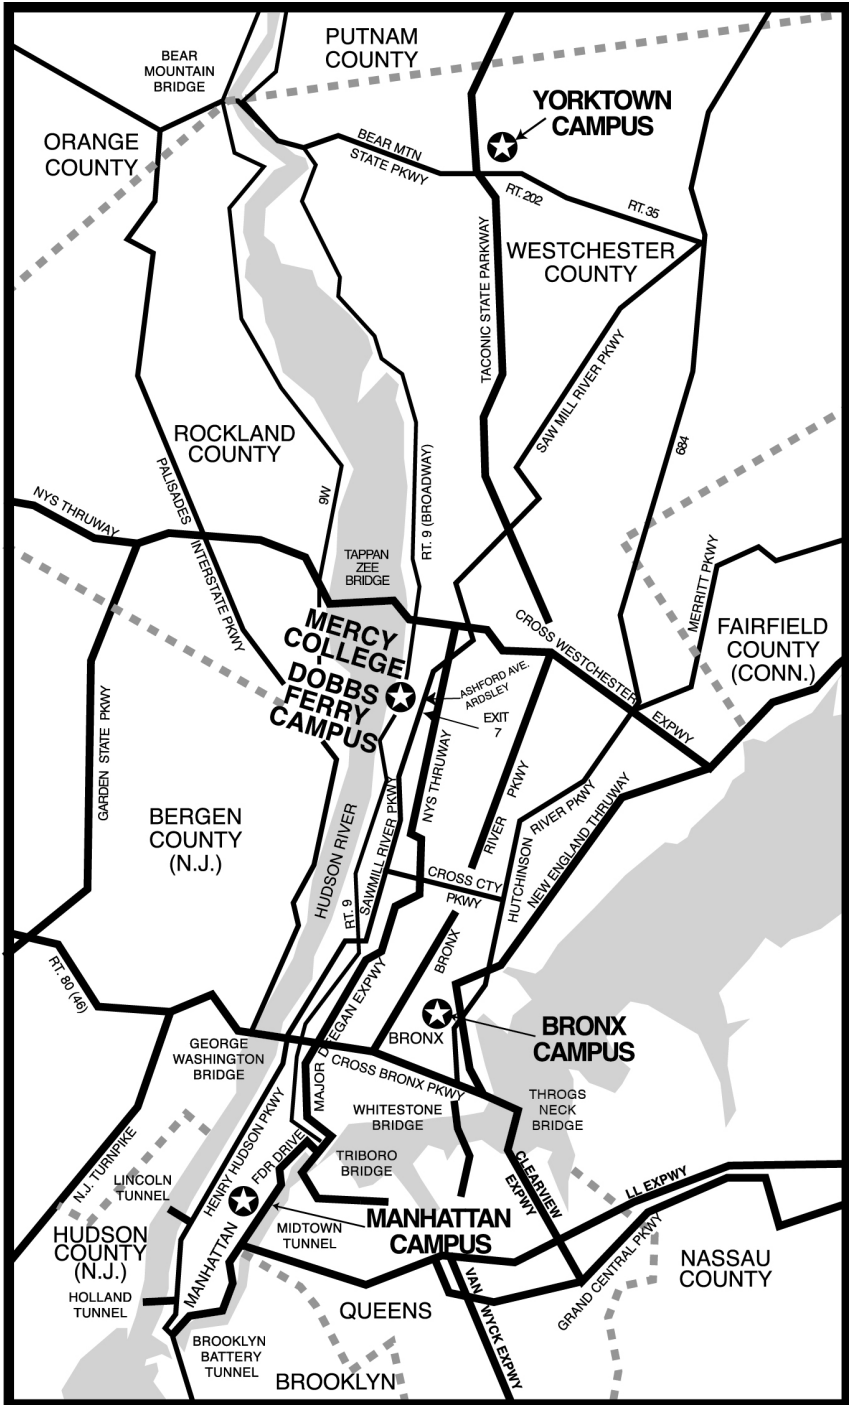 PUTNAM
COUNTY
BEAR
MOUNTAIN
BRIDGE
YORKTOWN
CAMPUS
ORANGE
COUNTY
BEAR MTN
STATE PKWY
RT. 202
RT. 35
WESTCHESTER
COUNTY
TACONIC STATE PARKWAY
SAW MILL RIVER PKWY
684
ROCKLAND
COUNTY
PALISADES
INTERSTATE PKWY
9W
RT. 9 (BROADWAY)
NYS THRUWAY
TAPPAN
ZEE
BRIDGE
MERRITT PKWY
MERCY
COLLEGE
DOBBS
FERRY
CAMPUS
CROSS WESTCHESTER
EXPWY
FAIRFIELD
COUNTY
(CONN.)
ASHFORD AVE.
ARDSLEY
EXIT
7
GARDEN STATE PKWY
NYS THRUWAY
RIVER PKWY
RIVER PKWY
HUTCHINSON
NEW ENGLAND THRUWAY
BERGEN
COUNTY
(N.J.)
HUDSON RIVER
SAWMILL RIVER PKWY
CROSS CTY
PKWY
RT. 9
BRONX
RT. 80 (46)
MAJOR DEEGAN EXPWY
BRONX
BRONX
CAMPUS
GEORGE
WASHINGTON
BRIDGE
CROSS BRONX PKWY
WHITESTONE
BRIDGE
THROGS
NECK
BRIDGE
HENRY HUDSON PKWY
FDR DRIVE
TRIBORO
BRIDGE
N.J. TURNPIKE
LINCOLN
TUNNEL
CLEARVIEW
EXPWY
LL EXPWY
MANHATTAN
CAMPUS
MIDTOWN
TUNNEL
HUDSON
COUNTY
(N.J.)
MANHATTAN
GRAND CENTRAL PKWY
NASSAU
COUNTY
HOLLAND
TUNNEL
QUEENS
VAN WYCK EXPWY
BROOKLYN
BATTERY
TUNNEL
BROOKLYN